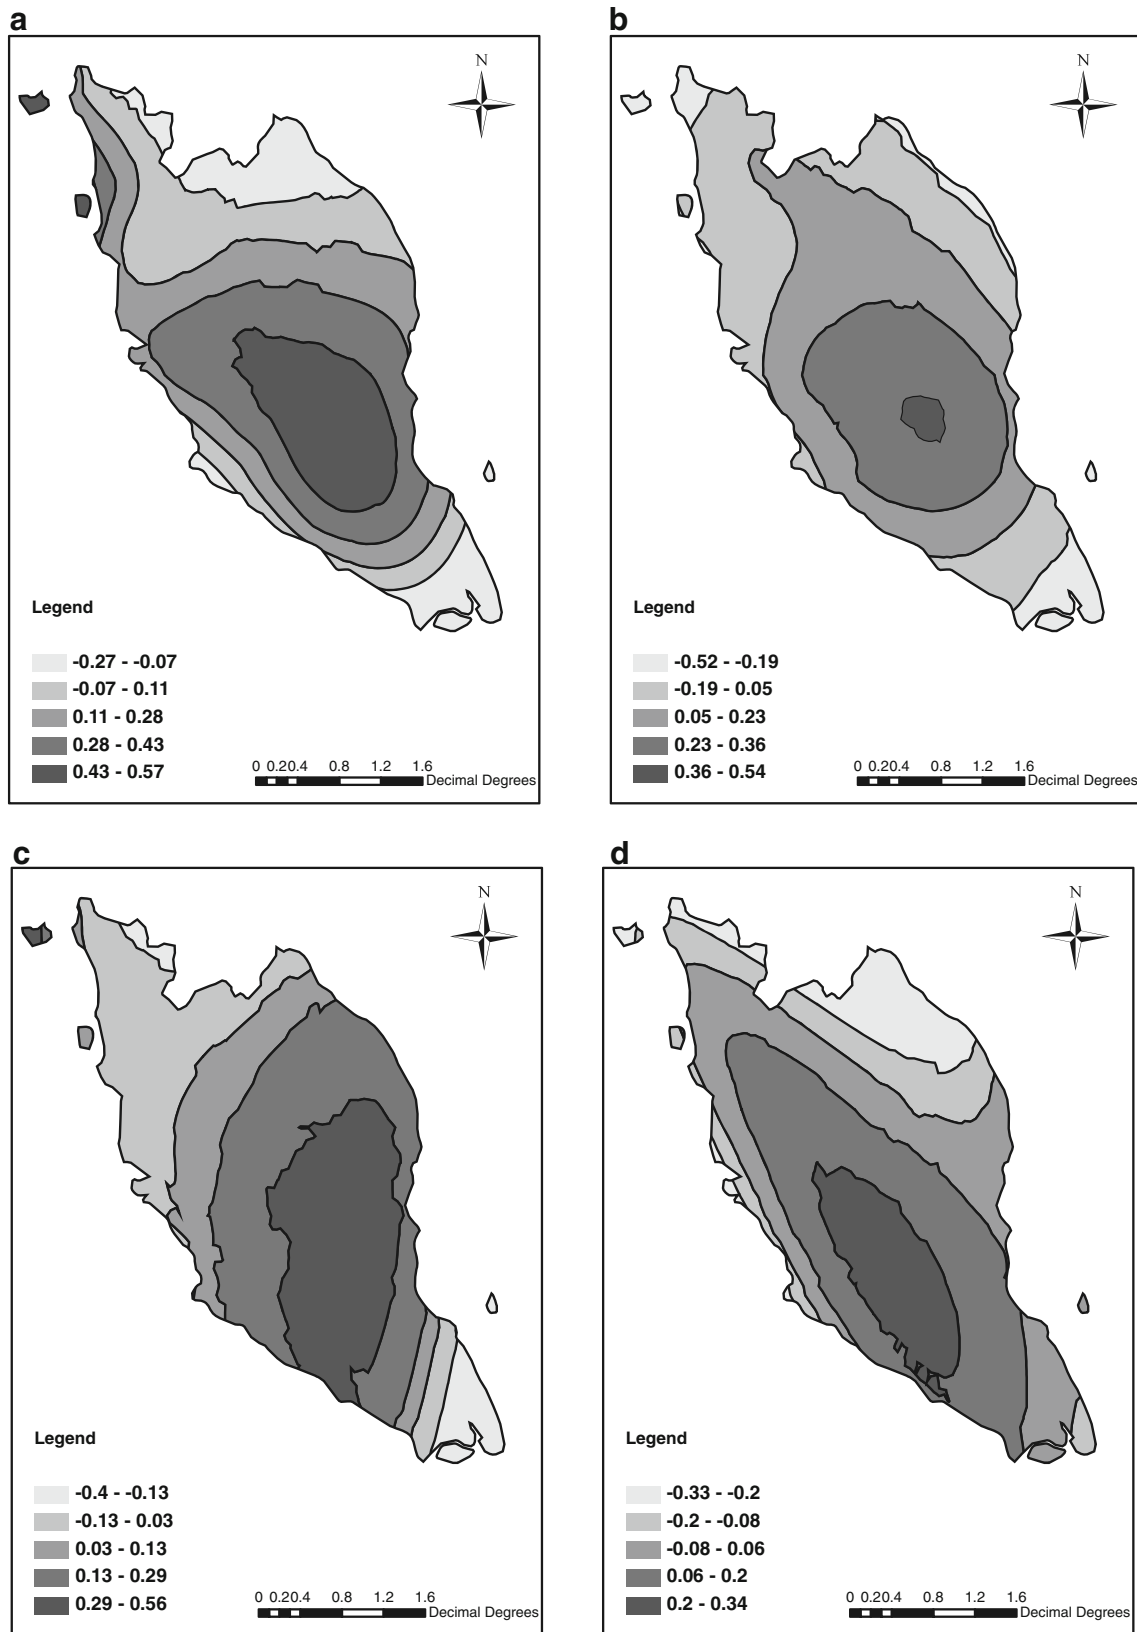 a
N
Legend
-0.27 - -0.07
-0.07 - 0.11
0.11 - 0.28
0.28 - 0.43
0.43 - 0.57
0 0.20.4 0.8 1.2 1.6
Decimal Degrees
b
N
Legend
-0.52 - -0.19
-0.19 - 0.05
0.05 - 0.23
0.23 - 0.36
0.36 - 0.54
0 0.20.4 0.8 1.2 1.6
Decimal Degrees
c
N
Legend
-0.4 - -0.13
-0.13 - 0.03
0.03 - 0.13
0.13 - 0.29
0.29 - 0.56
0 0.20.4 0.8 1.2 1.6
Decimal Degrees
d
N
Legend
-0.33 - -0.2
-0.2 - -0.08
-0.08 - 0.06
0.06 - 0.2
0.2 - 0.34
0 0.20.4 0.8 1.2 1.6
Decimal Degrees